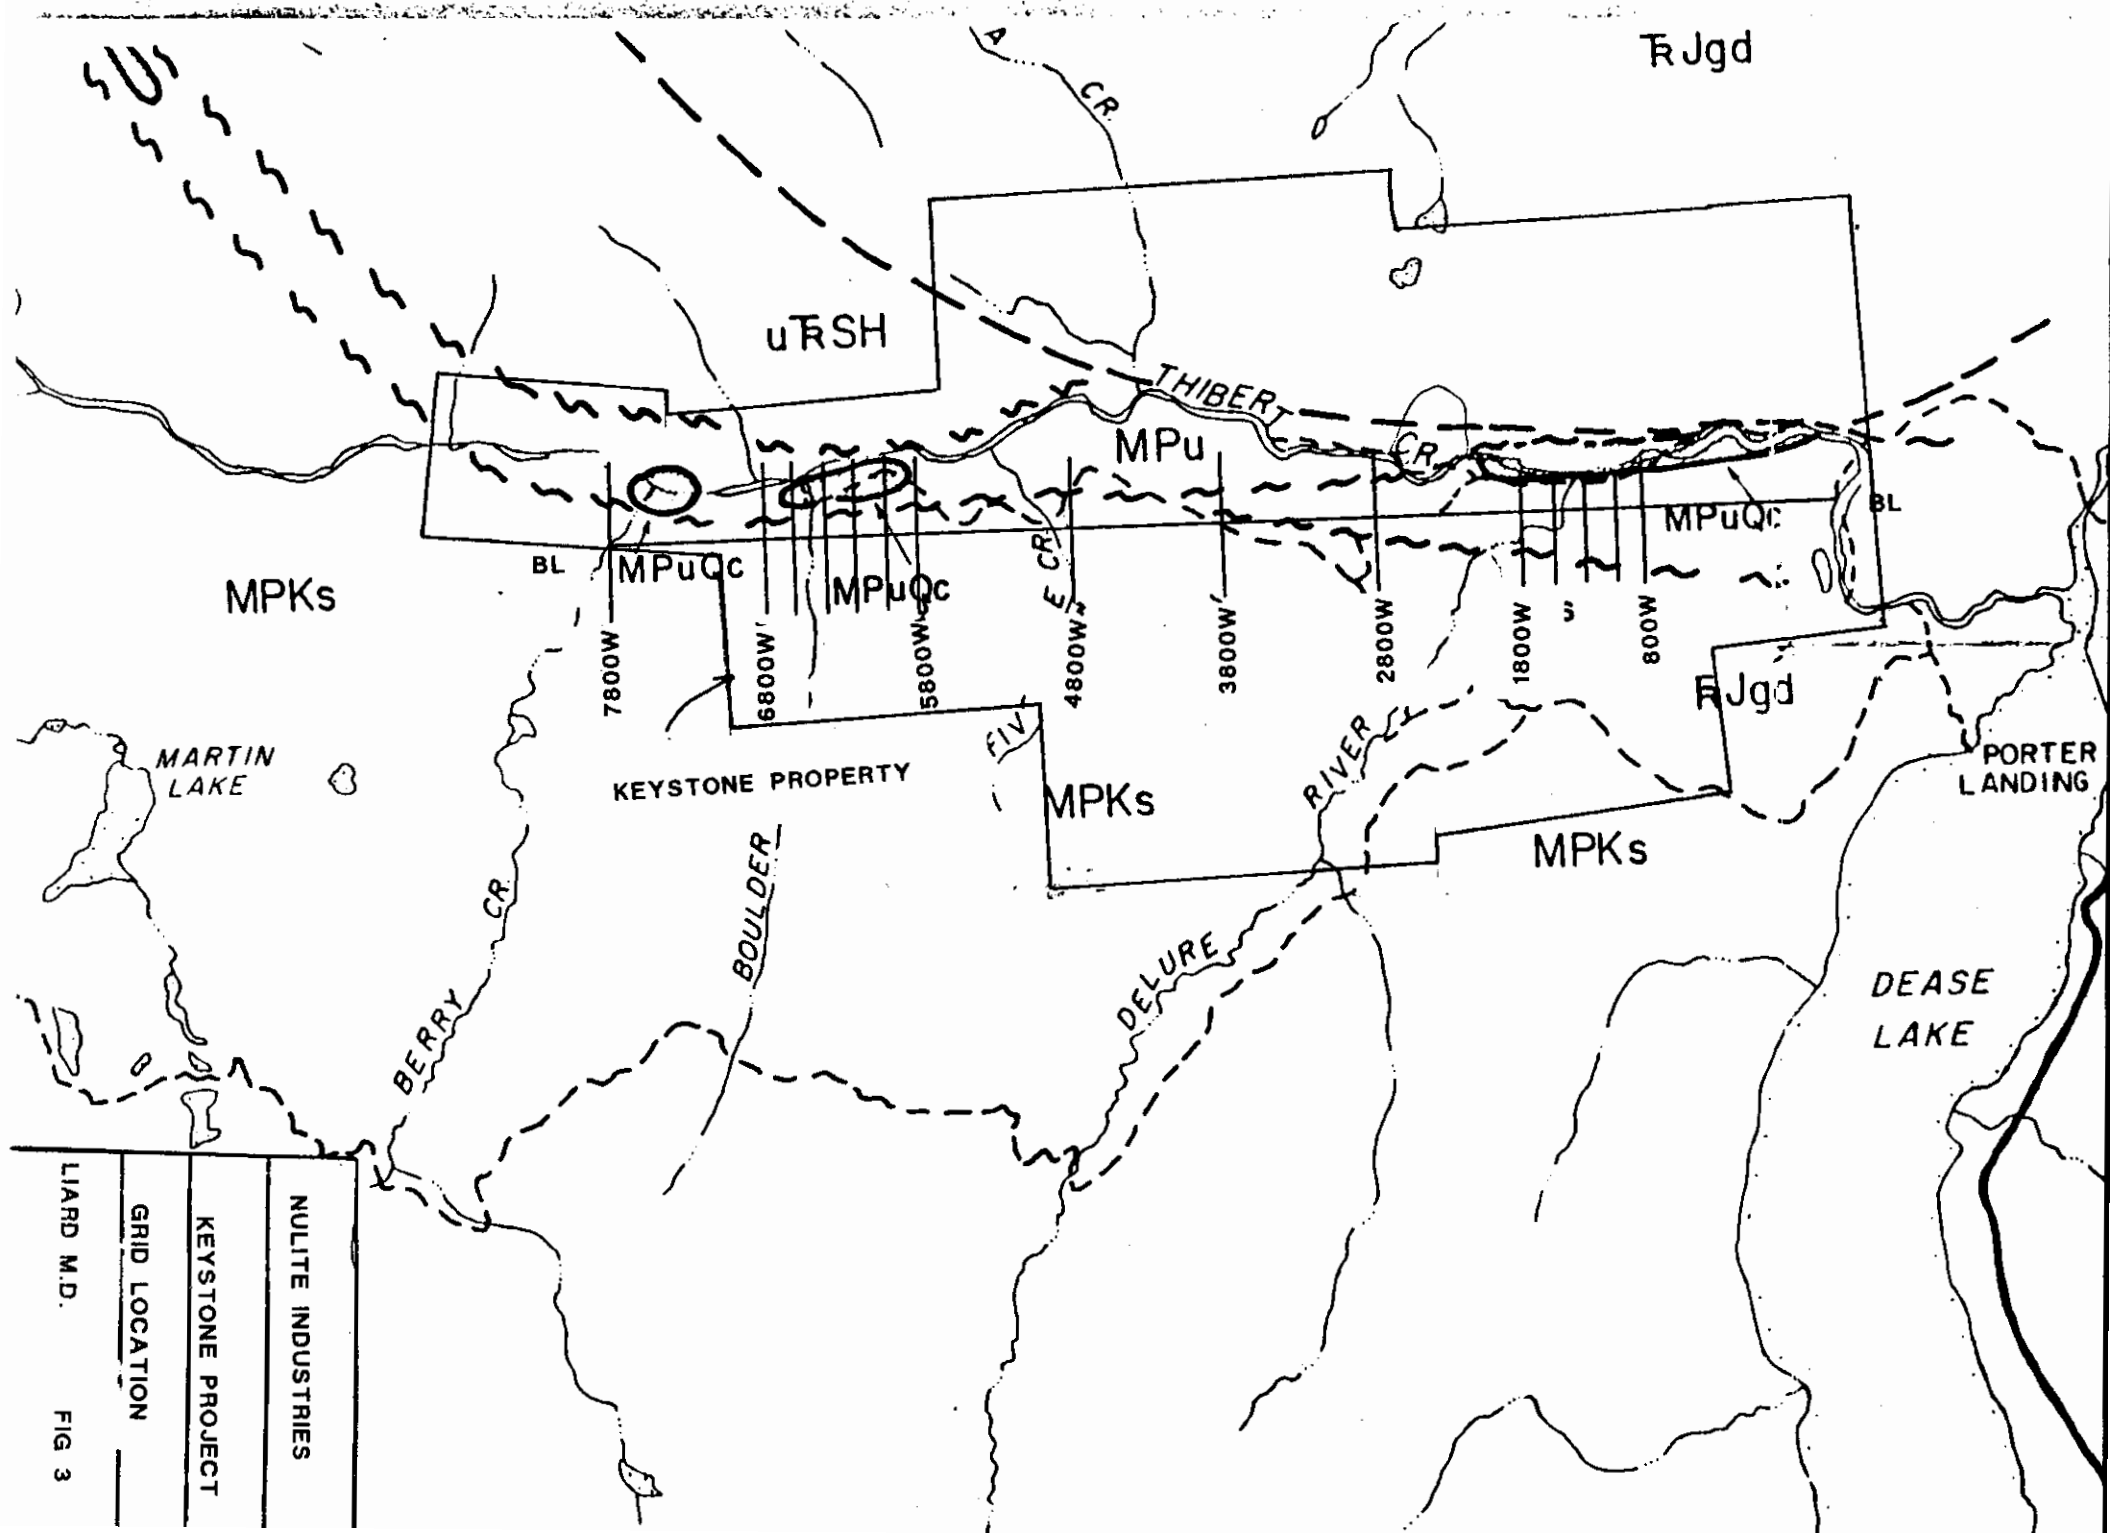 TRJgd
A
CR.
uTRSH
THIBERT
CR
MPu
MPuQc
BL
BL
MPuQc
MPuQc
MPKs
E CR.
7800W
6800W
5800W
4800W
3800W
2800W
1800W
S
800W
TRJgd
MARTIN
LAKE
KEYSTONE PROPERTY
FIV
MPKs
RIVER
PORTER
LANDING
MPKs
BOULDER
CR
BERRY
DELURE
DEASE
LAKE
NULITE INDUSTRIES
KEYSTONE PROJECT
GRID LOCATION
LIARD M.D. FIG 3